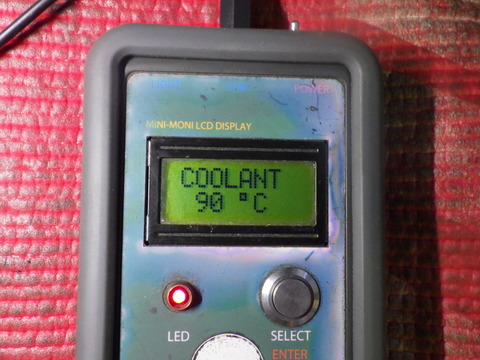 POWER
MINI-MONI LCD DISPLAY
COOLANT
90 °C
LED
SELECT
ENTER